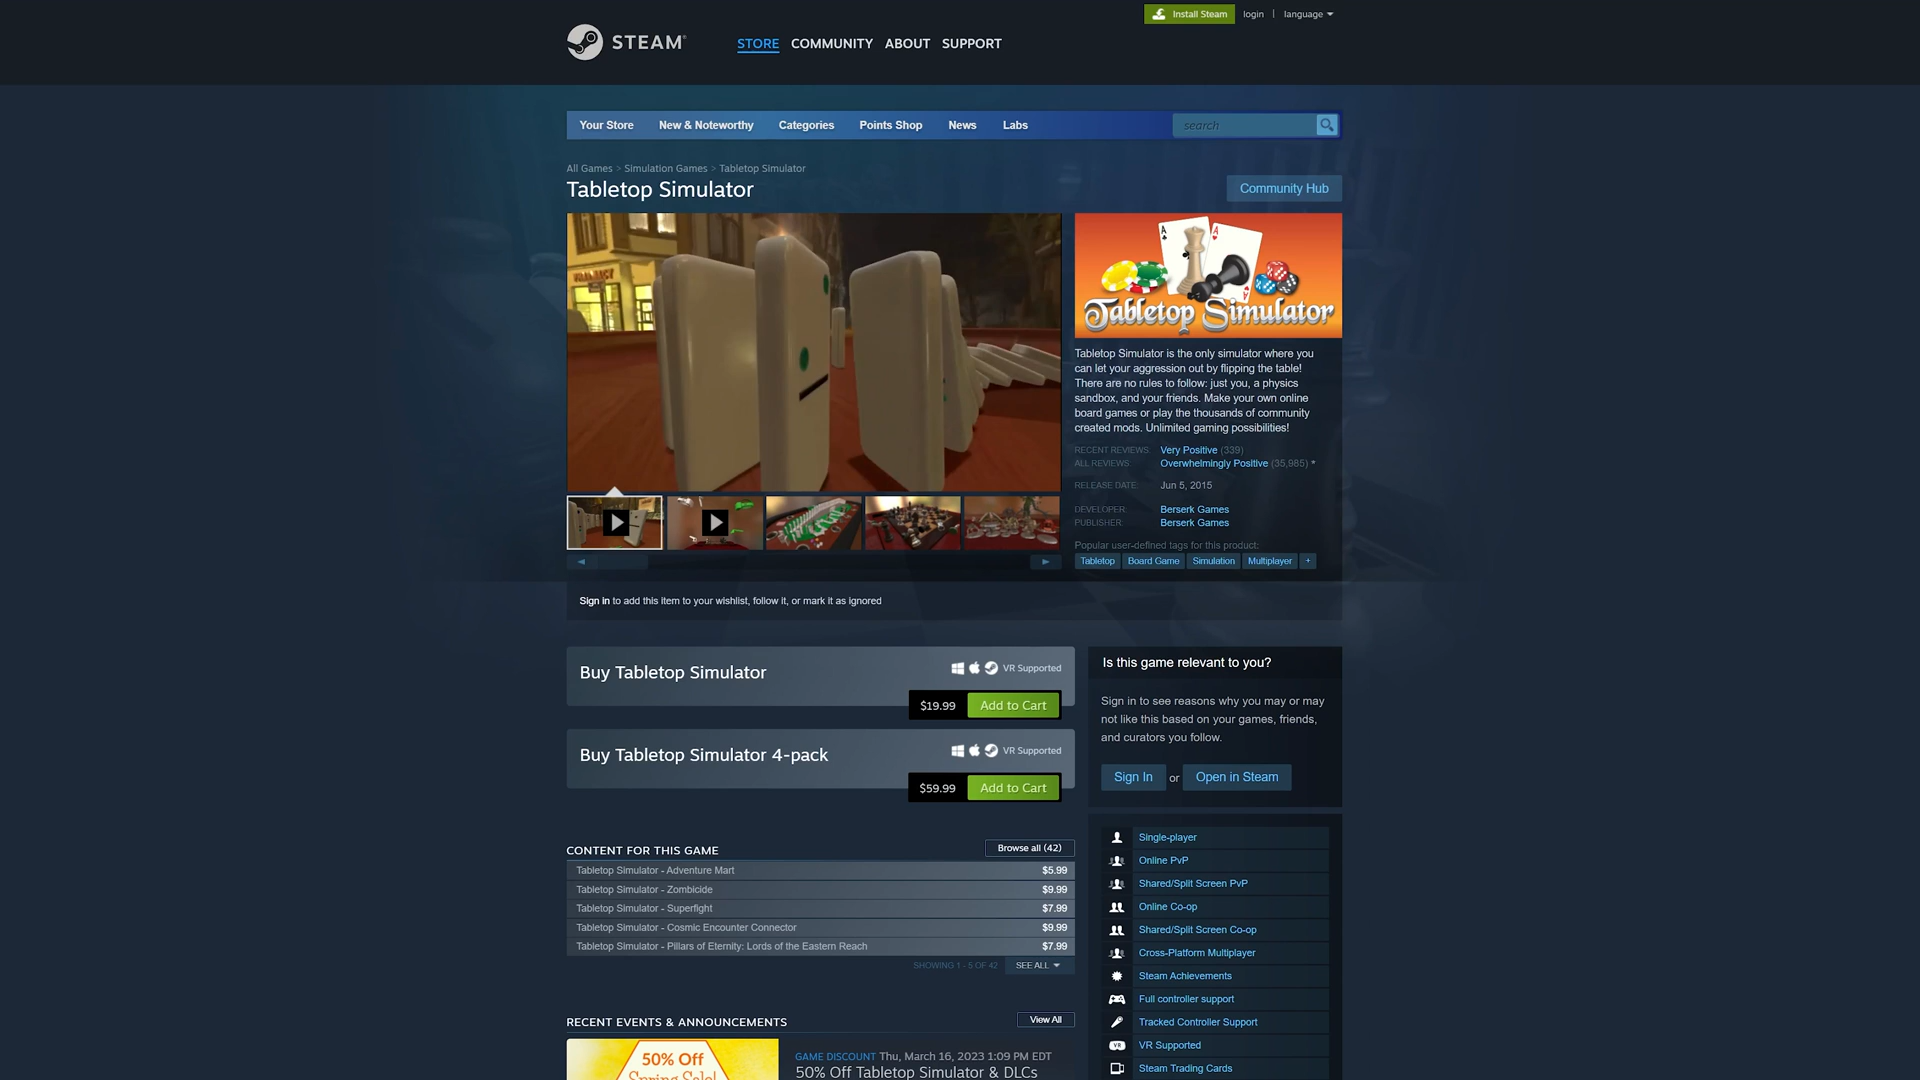 Install Steam
login
|
language
STEAM®
STORE
COMMUNITY
ABOUT
SUPPORT
Your Store
New & Noteworthy
Categories
Points Shop
News
Labs
search
All Games > Simulation Games > Tabletop Simulator
Tabletop Simulator
Community Hub
PHARMACY
A
A
Tabletop Simulator
Tabletop Simulator is the only simulator where you
can let your aggression out by flipping the table!
There are no rules to follow: just you, a physics
sandbox, and your friends. Make your own online
board games or play the thousands of community
created mods. Unlimited gaming possibilities!
RECENT REVIEWS: Very Positive (339)
ALL REVIEWS: Overwhelmingly Positive (35,985) *
RELEASE DATE: Jun 5, 2015
DEVELOPER: Berserk Games
PUBLISHER: Berserk Games
Popular user-defined tags for this product:
Tabletop
Board Game
Simulation
Multiplayer
+
Sign in to add this item to your wishlist, follow it, or mark it as ignored
Buy Tabletop Simulator
VR Supported
$19.99
Add to Cart
Buy Tabletop Simulator 4-pack
VR Supported
$59.99
Add to Cart
Is this game relevant to you?
Sign in to see reasons why you may or may
not like this based on your games, friends,
and curators you follow.
Sign In or Open in Steam
CONTENT FOR THIS GAME
Browse all (42)
Tabletop Simulator - Adventure Mart $5.99
Tabletop Simulator - Zombicide $9.99
Tabletop Simulator - Superfight $7.99
Tabletop Simulator - Cosmic Encounter Connector $9.99
Tabletop Simulator - Pillars of Eternity: Lords of the Eastern Reach $7.99
SHOWING 1 - 5 OF 42
SEE ALL
Single-player
Online PvP
Shared/Split Screen PvP
Online Co-op
Shared/Split Screen Co-op
Cross-Platform Multiplayer
Steam Achievements
Full controller support
Tracked Controller Support
VR VR Supported
Steam Trading Cards
RECENT EVENTS & ANNOUNCEMENTS
View All
50% Off
Spring Sale!
GAME DISCOUNT Thu, March 16, 2023 1:09 PM EDT
50% Off Tabletop Simulator & DLCs